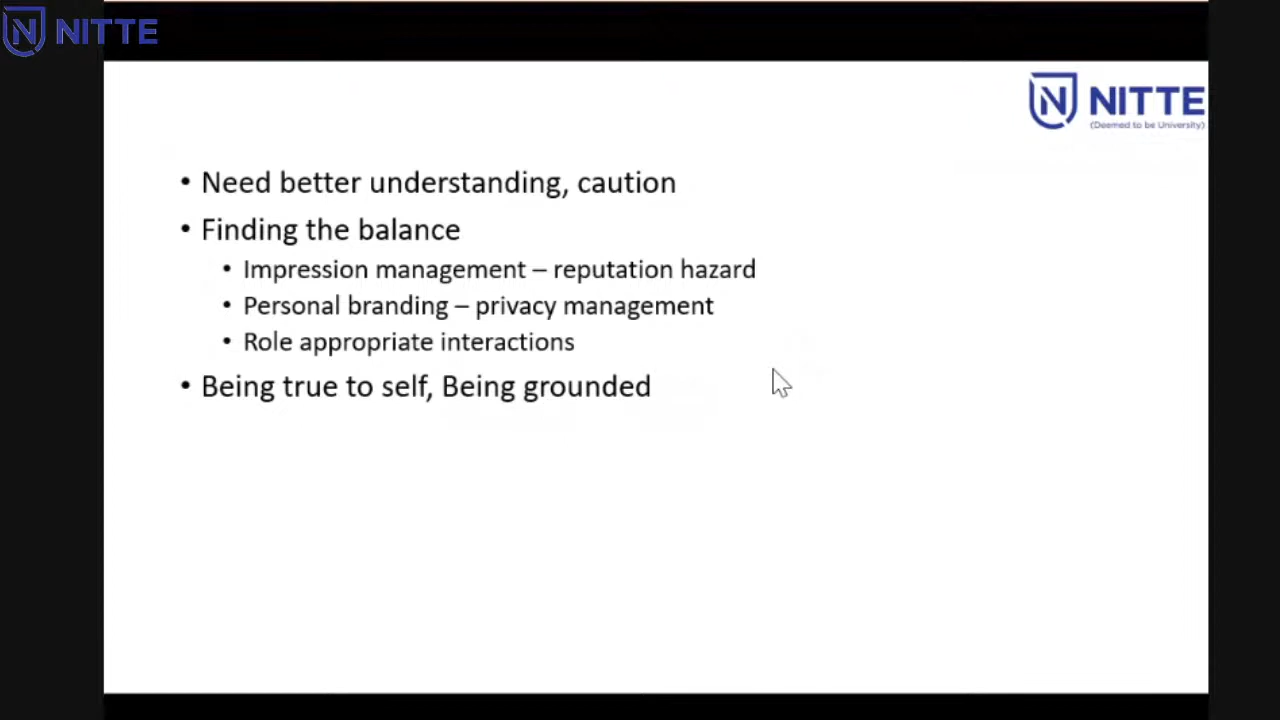 NITTE
NITTE
(Deemed to be University)
• Need better understanding, caution
• Finding the balance
• Impression management – reputation hazard
• Personal branding – privacy management
• Role appropriate interactions
• Being true to self, Being grounded